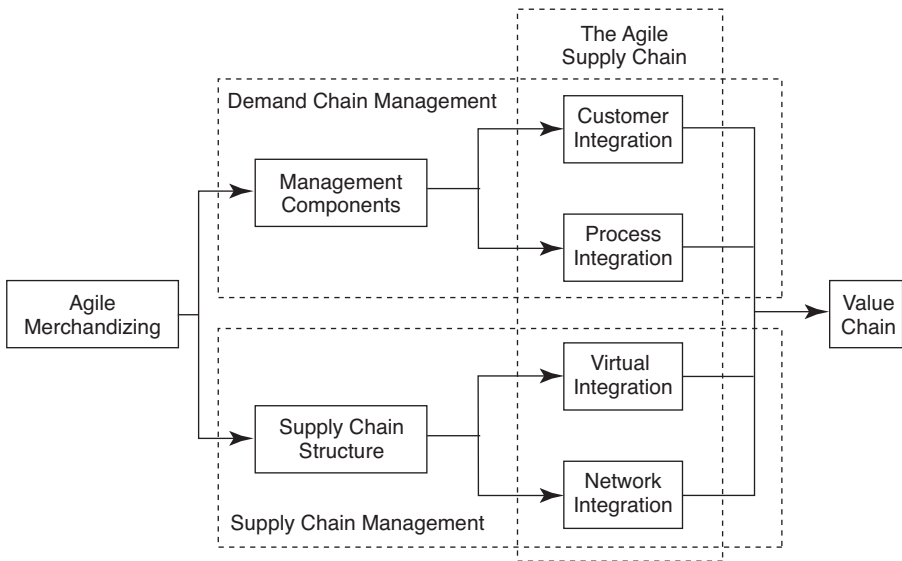 The Agile
Supply Chain
Demand Chain Management
Customer
Integration
Management
Components
Process
Integration
Agile
Merchandizing
Value
Chain
Virtual
Integration
Supply Chain
Structure
Network
Integration
Supply Chain Management